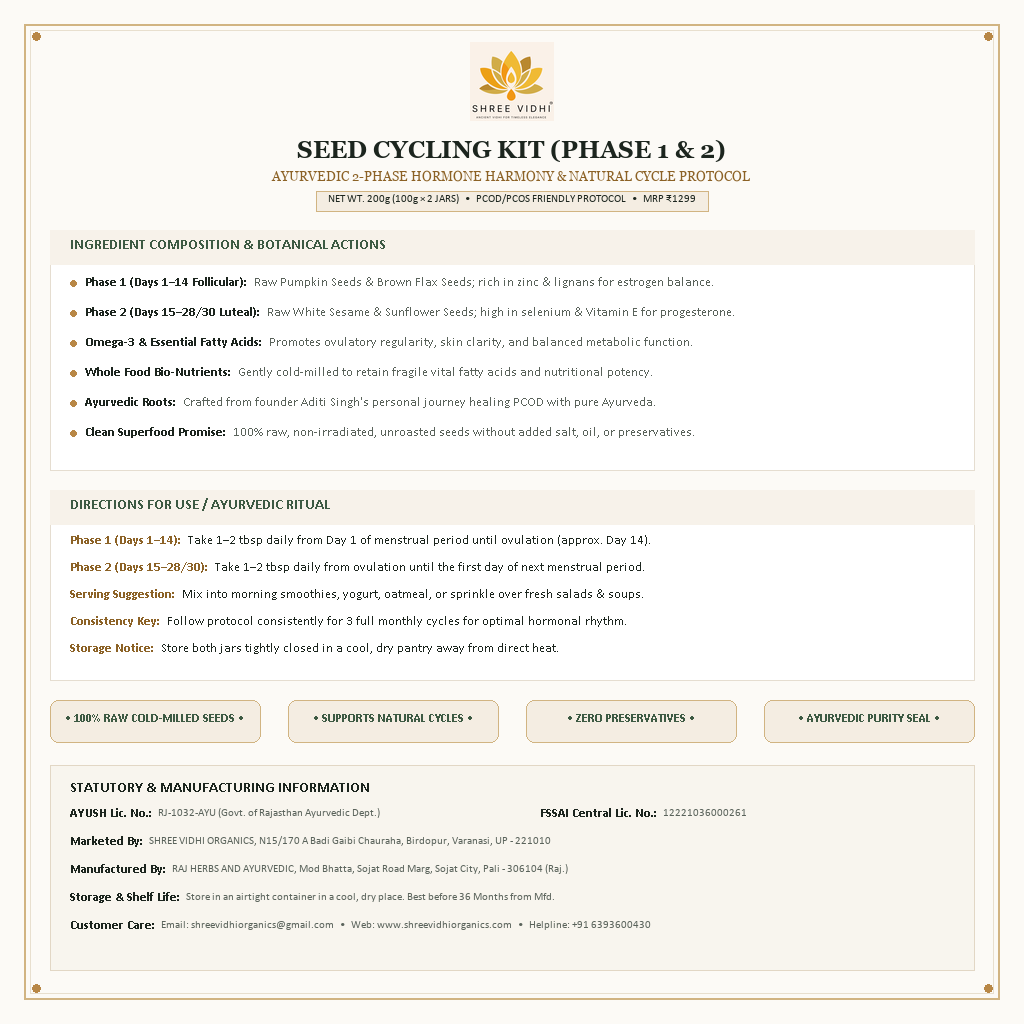 SHREE VIDHI
ANCIENT VIDHI FOR TIMELESS ELEGANCE
SEED CYCLING KIT (PHASE 1 & 2)
AYURVEDIC 2-PHASE HORMONE HARMONY & NATURAL CYCLE PROTOCOL
NET WT. 200g (100g × 2 JARS) • PCOD/PCOS FRIENDLY PROTOCOL • MRP ₹1299
INGREDIENT COMPOSITION & BOTANICAL ACTIONS
Phase 1 (Days 1–14 Follicular): Raw Pumpkin Seeds & Brown Flax Seeds; rich in zinc & lignans for estrogen balance.
Phase 2 (Days 15–28/30 Luteal): Raw White Sesame & Sunflower Seeds; high in selenium & Vitamin E for progesterone.
Omega-3 & Essential Fatty Acids: Promotes ovulatory regularity, skin clarity, and balanced metabolic function.
Whole Food Bio-Nutrients: Gently cold-milled to retain fragile vital fatty acids and nutritional potency.
Ayurvedic Roots: Crafted from founder Aditi Singh's personal journey healing PCOD with pure Ayurveda.
Clean Superfood Promise: 100% raw, non-irradiated, unroasted seeds without added salt, oil, or preservatives.
DIRECTIONS FOR USE / AYURVEDIC RITUAL
Phase 1 (Days 1–14): Take 1–2 tbsp daily from Day 1 of menstrual period until ovulation (approx. Day 14).
Phase 2 (Days 15–28/30): Take 1–2 tbsp daily from ovulation until the first day of next menstrual period.
Serving Suggestion: Mix into morning smoothies, yogurt, oatmeal, or sprinkle over fresh salads & soups.
Consistency Key: Follow protocol consistently for 3 full monthly cycles for optimal hormonal rhythm.
Storage Notice: Store both jars tightly closed in a cool, dry pantry away from direct heat.
• 100% RAW COLD-MILLED SEEDS •
• SUPPORTS NATURAL CYCLES •
• ZERO PRESERVATIVES •
• AYURVEDIC PURITY SEAL •
STATUTORY & MANUFACTURING INFORMATION
AYUSH Lic. No.: RJ-1032-AYU (Govt. of Rajasthan Ayurvedic Dept.)
FSSAI Central Lic. No.: 12221036000261
Marketed By: SHREE VIDHI ORGANICS, N15/170 A Badi Gaibi Chauraha, Birdopur, Varanasi, UP - 221010
Manufactured By: RAJ HERBS AND AYURVEDIC, Mod Bhatta, Sojat Road Marg, Sojat City, Pali - 306104 (Raj.)
Storage & Shelf Life: Store in an airtight container in a cool, dry place. Best before 36 Months from Mfd.
Customer Care: Email: shreevidhiorganics@gmail.com • Web: www.shreevidhiorganics.com • Helpline: +91 6393600430